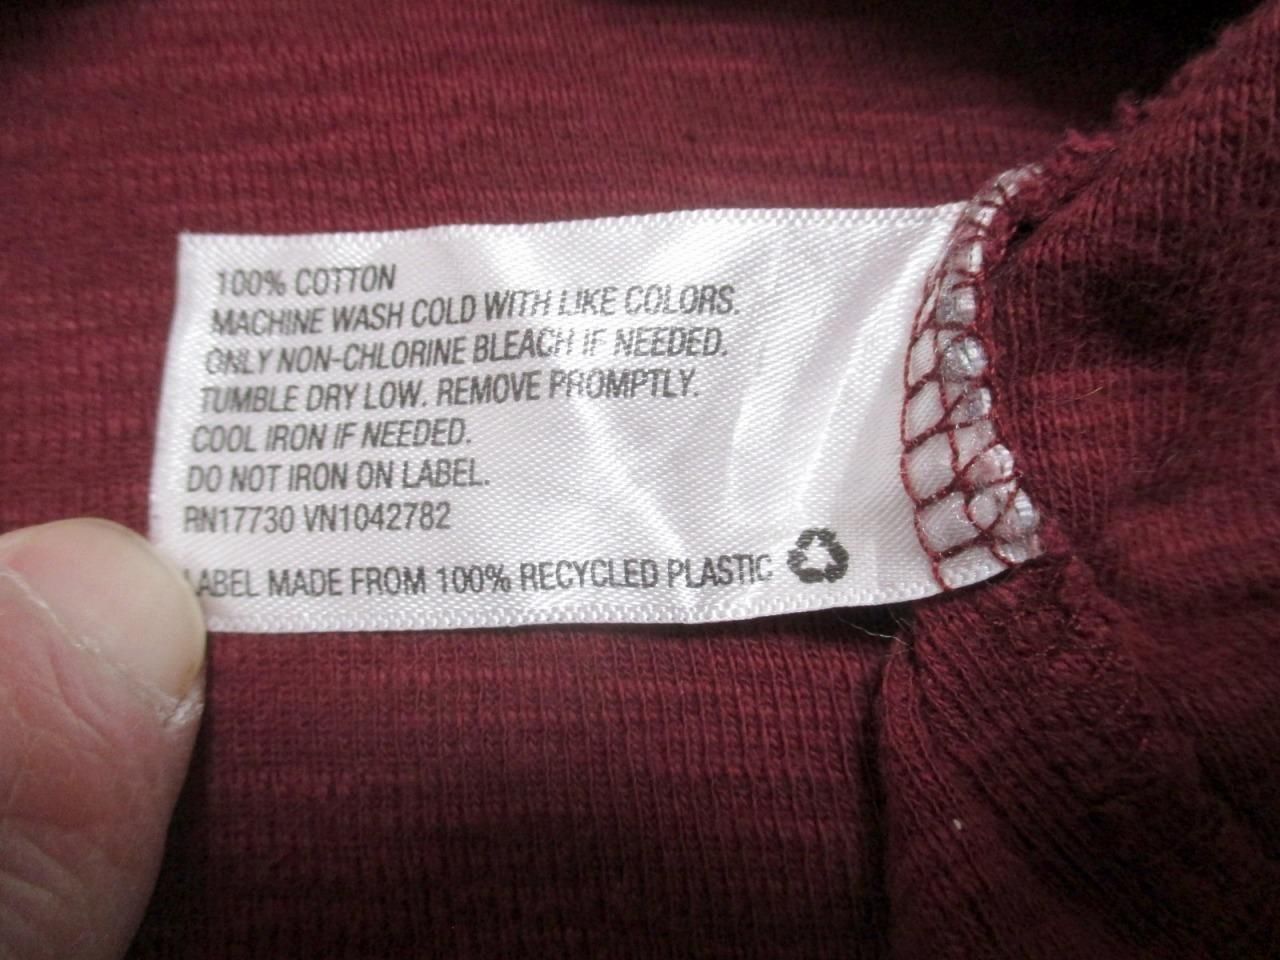 100% COTTON
MACHINE WASH COLD WITH LIKE COLORS.
ONLY NON-CHLORINE BLEACH IF NEEDED.
TUMBLE DRY LOW. REMOVE PROMPTLY.
COOL IRON IF NEEDED.
DO NOT IRON ON LABEL.
RN17730 VN1042782
LABEL MADE FROM 100% RECYCLED PLASTIC